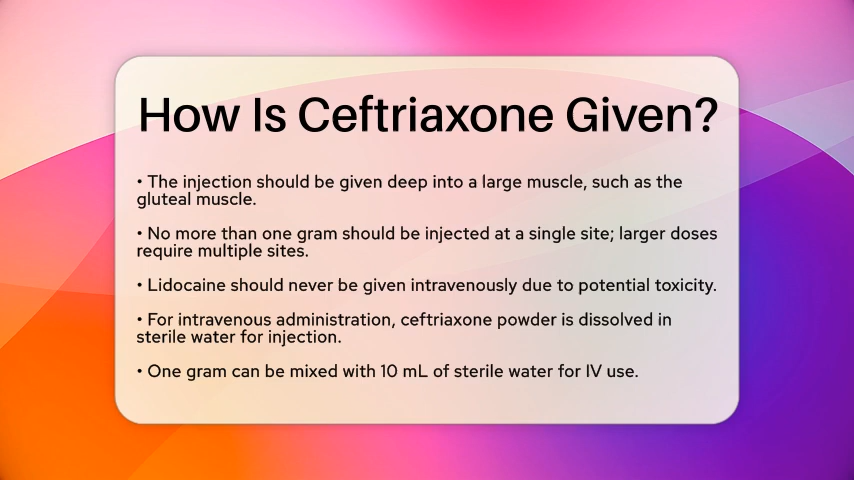 How Is Ceftriaxone Given?
• The injection should be given deep into a large muscle, such as the
gluteal muscle.
• No more than one gram should be injected at a single site; larger doses
require multiple sites.
• Lidocaine should never be given intravenously due to potential toxicity.
• For intravenous administration, ceftriaxone powder is dissolved in
sterile water for injection.
• One gram can be mixed with 10 mL of sterile water for IV use.